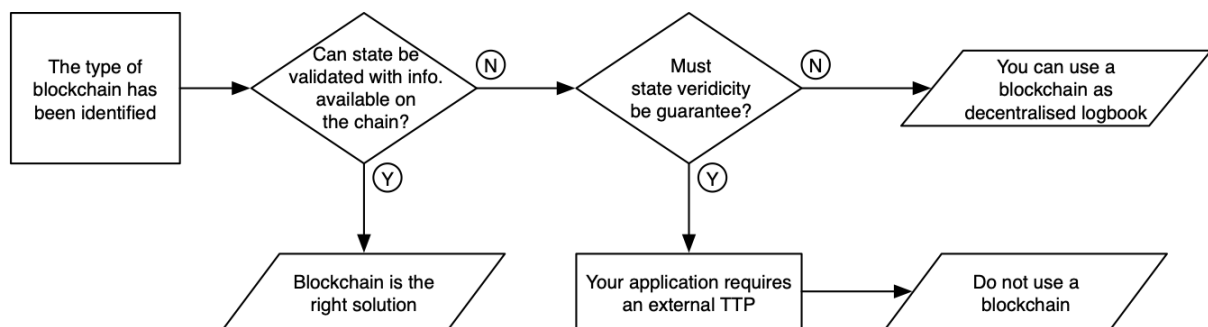 The type of
blockchain has
been identified
Can state be
validated with info.
available on
the chain?
N
Must
state veridicity
be guarantee?
N
You can use a
blockchain as
decentralised logbook
Y
Y
Blockchain is the
right solution
Your application requires
an external TTP
Do not use a
blockchain